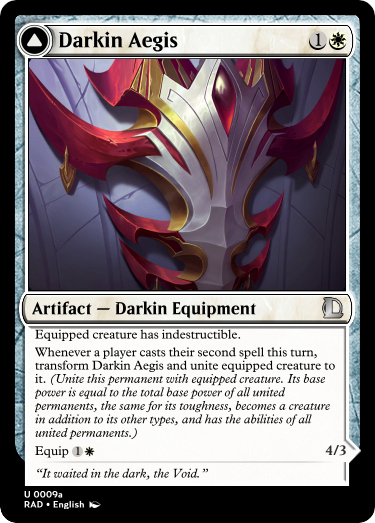 Darkin Aegis 1
Artifact — Darkin Equipment
Equipped creature has indestructible.
Whenever a player casts their second spell this turn,
transform Darkin Aegis and unite equipped creature to
it. (Unite this permanent with equipped creature. Its base
power is equal to the total base power of all united
permanents, the same for its toughness, becomes a
creature in addition to its other types, and has the abilities of all
united permanents.)
Equip 1
4/3
“It waited in the dark, the Void.”
U 0009a
RAD • English